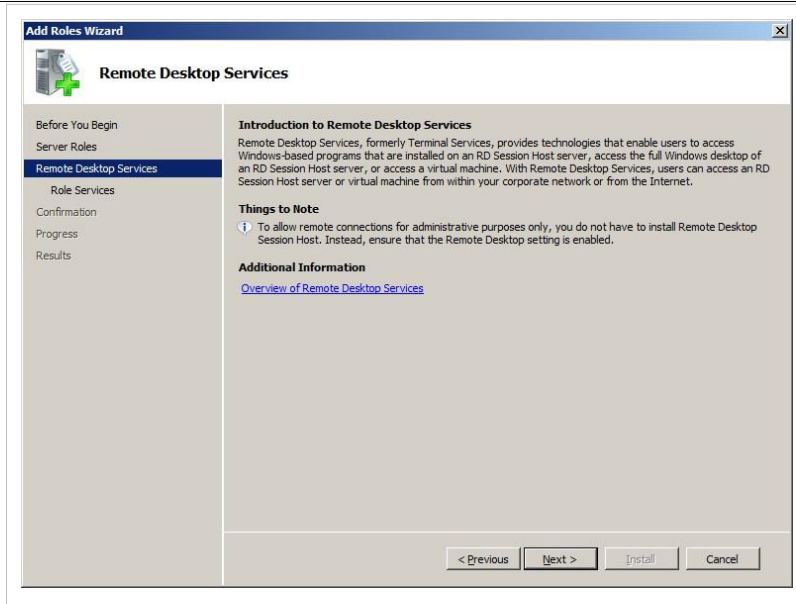 Add Roles Wizard
Remote Desktop Services
Before You Begin
Server Roles
Remote Desktop Services
Role Services
Confirmation
Progress
Results
Introduction to Remote Desktop Services
Remote Desktop Services, formerly Terminal Services, provides technologies that enable users to access
Windows-based programs that are installed on an RD Session Host server, access the full Windows desktop of
an RD Session Host server, or access a virtual machine. With Remote Desktop Services, users can access an RD
Session Host server or virtual machine from within your corporate network or from the Internet.
Things to Note
To allow remote connections for administrative purposes only, you do not have to install Remote Desktop
Session Host. Instead, ensure that the Remote Desktop setting is enabled.
Additional Information
Overview of Remote Desktop Services
< Previous
Next >
Install
Cancel